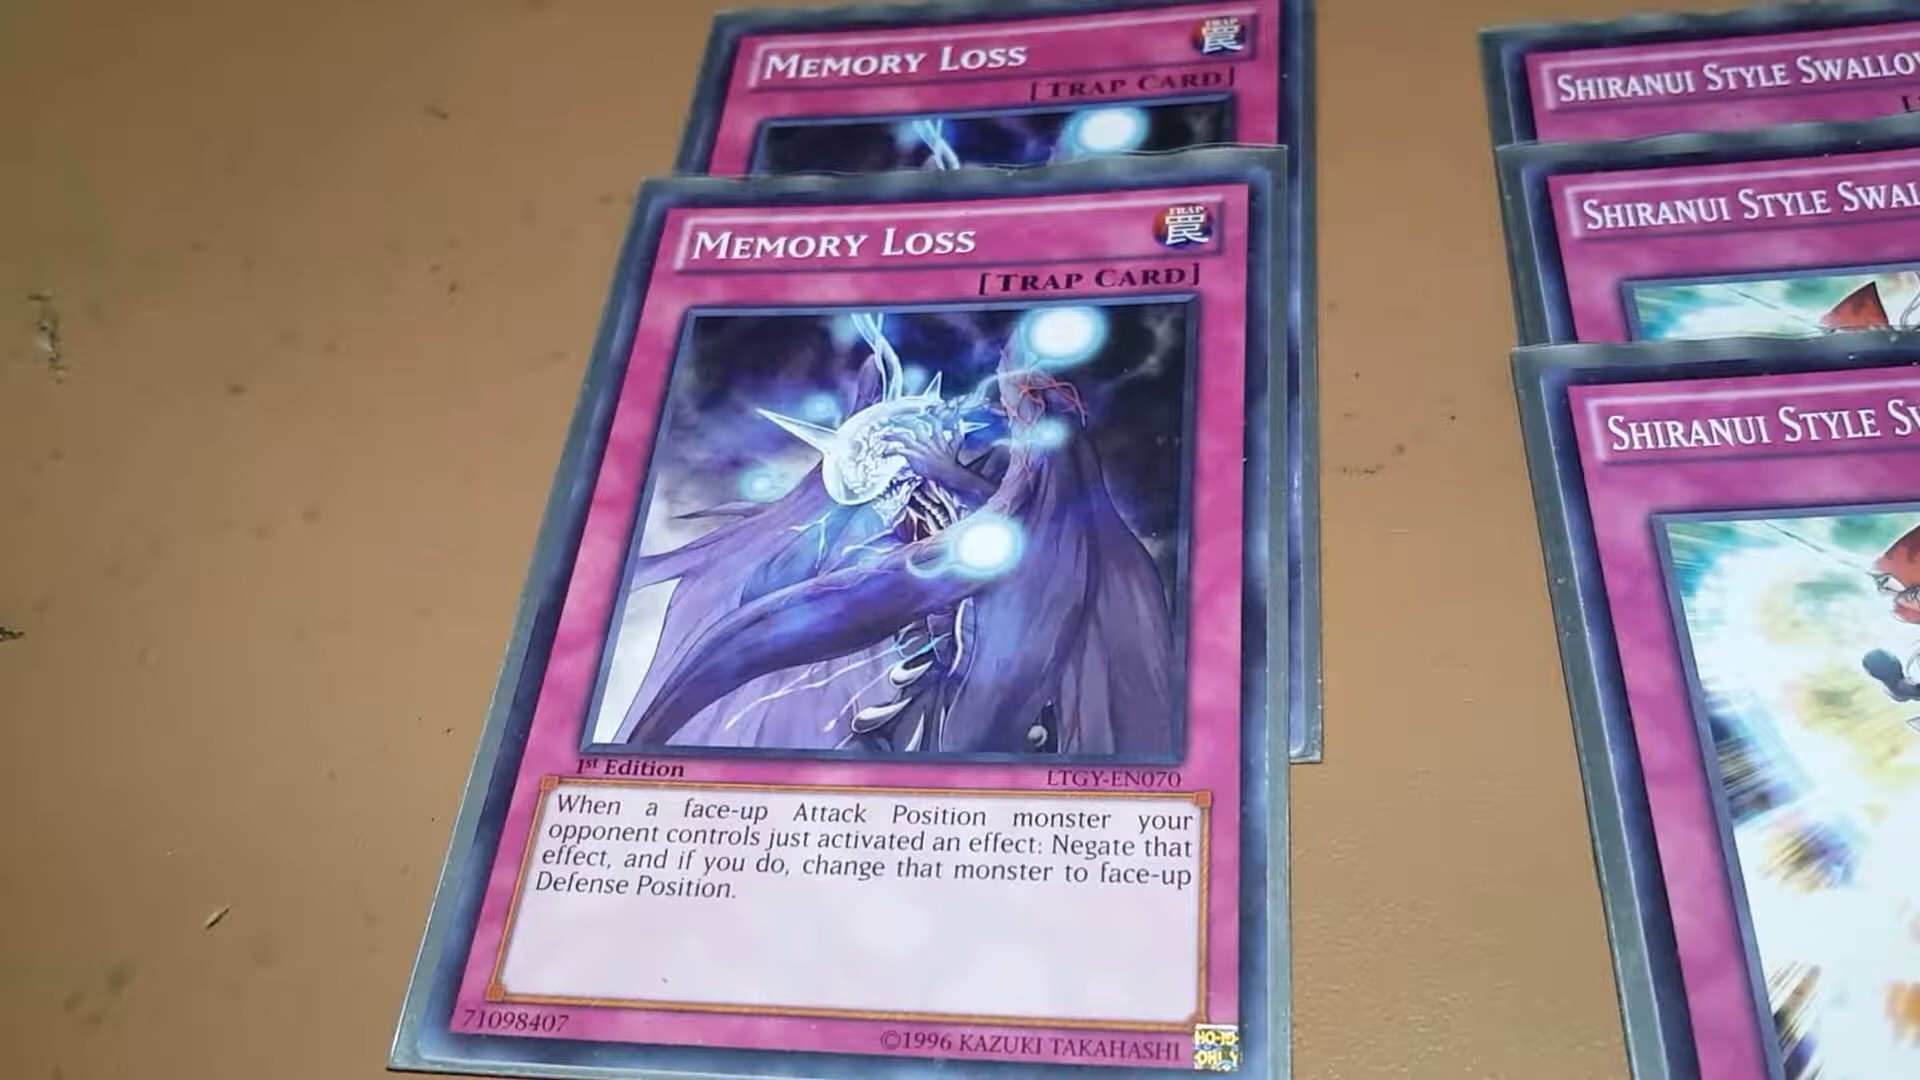 MEMORY LOSS
TRAP
罠
[TRAP CARD]
MEMORY LOSS
TRAP
罠
[TRAP CARD]
1st Edition
LTGY-EN070
When a face-up Attack Position monster your
opponent controls just activated an effect: Negate that
effect, and if you do, change that monster to face-up
Defense Position.
71098407
©1996 KAZUKI TAKAHASHI
SHIRANUI STYLE
SHIRANUI STYLE
SHIRANUI STYLE